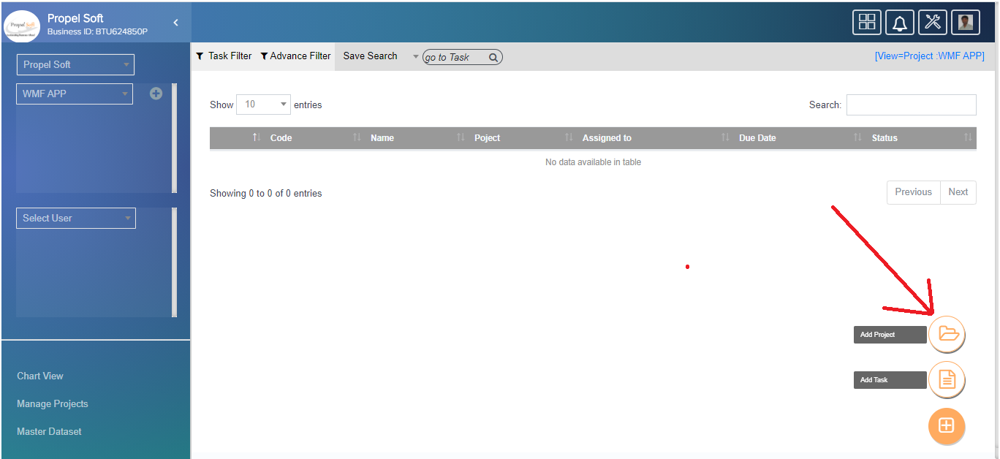 Propel Soft
Propel Soft
Business ID: BTU624850P
Task Filter Advance Filter Save Search go to Task [View=Project :WMF APP]
Propel Soft
WMF APP
Select User
Chart View
Manage Projects
Master Dataset
Show 10 entries Search:
Code Name Poject Assigned to Due Date Status
No data available in table
Showing 0 to 0 of 0 entries Previous Next
Add Project
Add Task